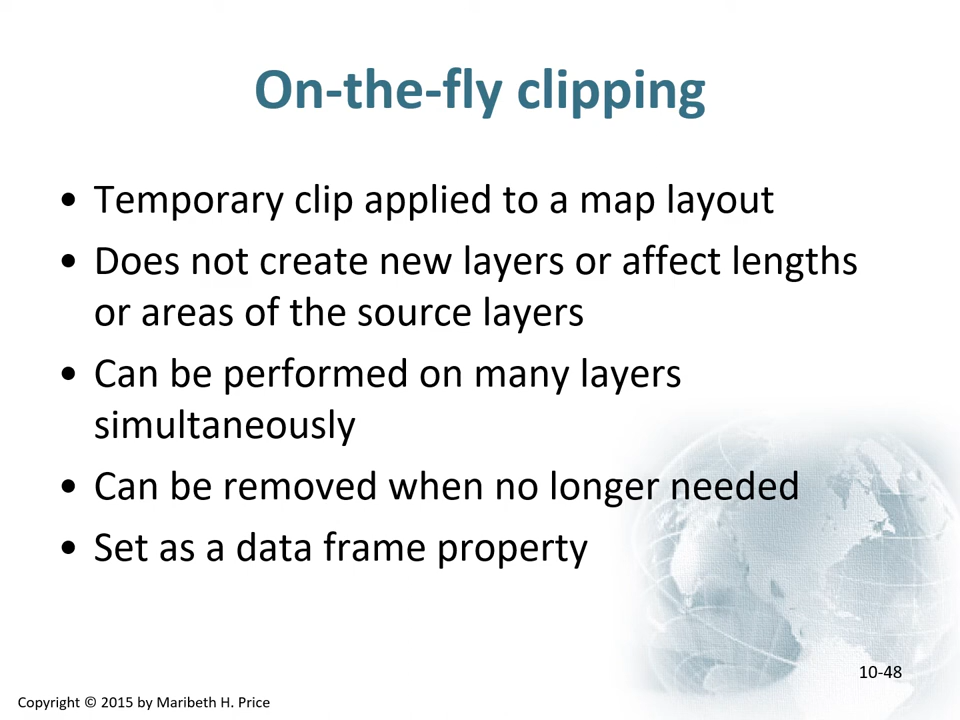 On-the-fly clipping
• Temporary clip applied to a map layout
• Does not create new layers or affect lengths
or areas of the source layers
• Can be performed on many layers
simultaneously
• Can be removed when no longer needed
• Set as a data frame property
10-48
Copyright © 2015 by Maribeth H. Price